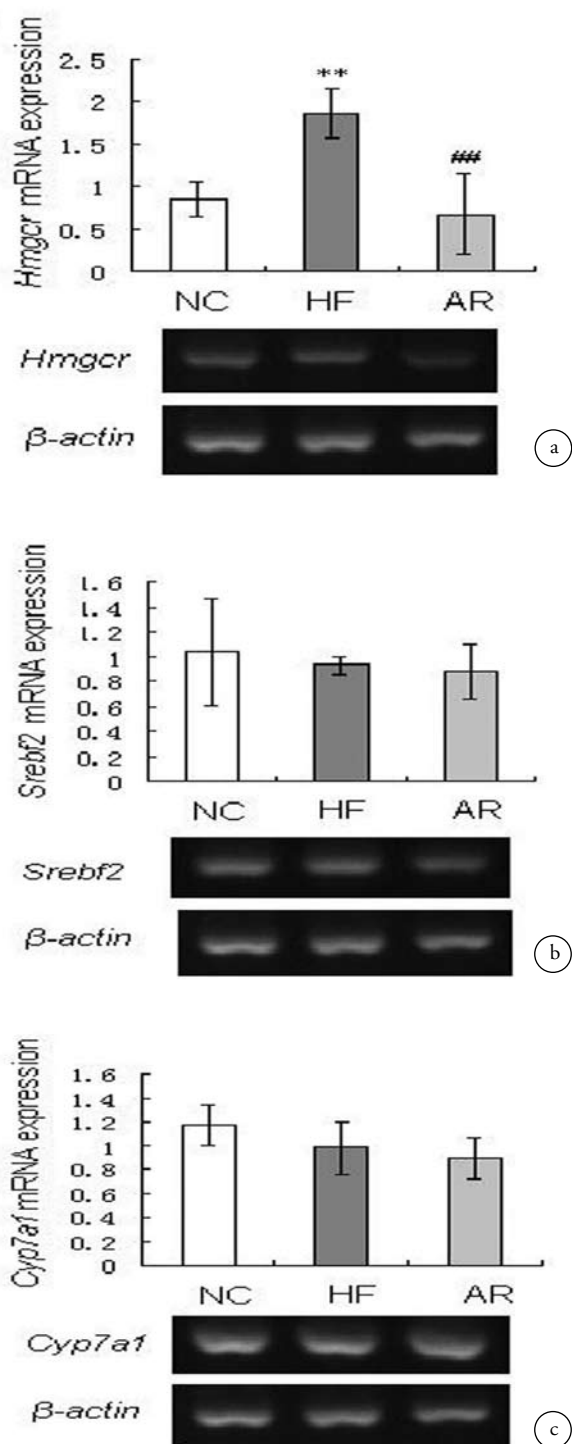 Hmgcr mRNA expression
2.5
2
1.5
1
0.5
0
**
##
NC HF AR
Hmgcr
β-actin
a
Srebf2 mRNA expression
1.6
1.4
1.2
1
0.8
0.6
0.4
0.2
0
NC HF AR
Srebf2
β-actin
b
Cyp7a1 mRNA expression
1.6
1.4
1.2
1
0.8
0.6
0.4
0.2
0
NC HF AR
Cyp7a1
β-actin
c